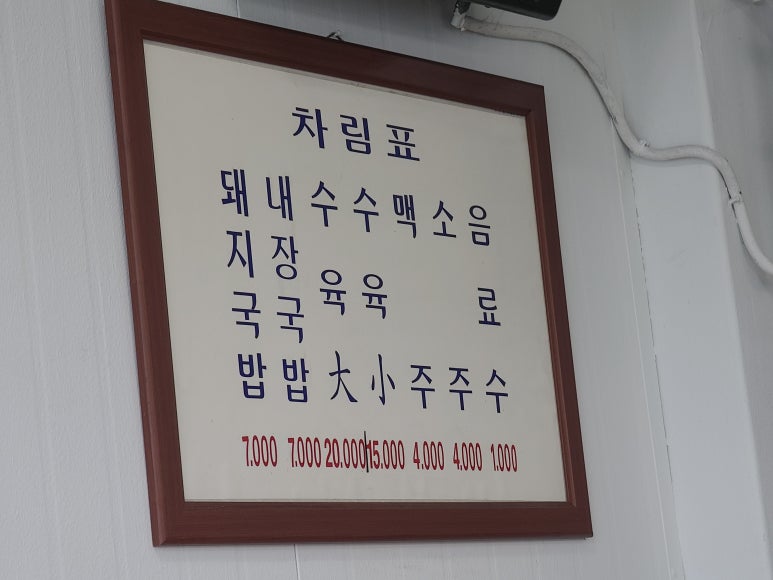 차림표
돼지국밥 7.000
내장국밥 7.000
수육大 20.000
수육小 15.000
맥주 4.000
소주 4.000
음료수 1.000